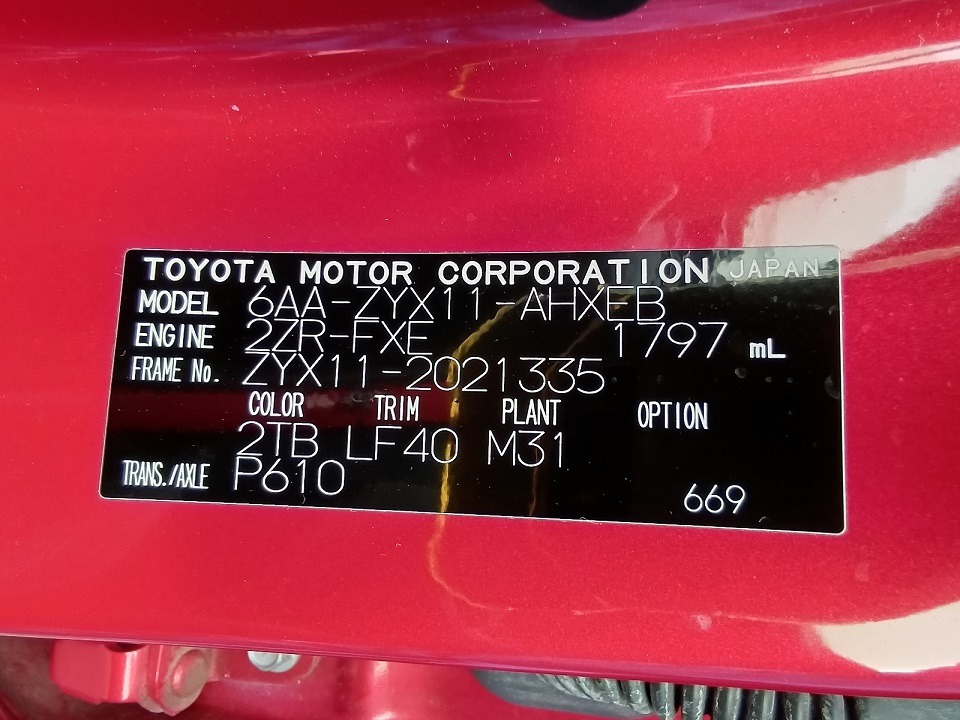 TOYOTA MOTOR CORPORATION JAPAN
MODEL 6AA-ZYX11-AHXEB
ENGINE 2ZR-FXE 1797 mL
FRAME No. ZYX11-2021335
COLOR TRIM PLANT OPTION
2TB LF40 M31
TRANS./AXLE P610
669